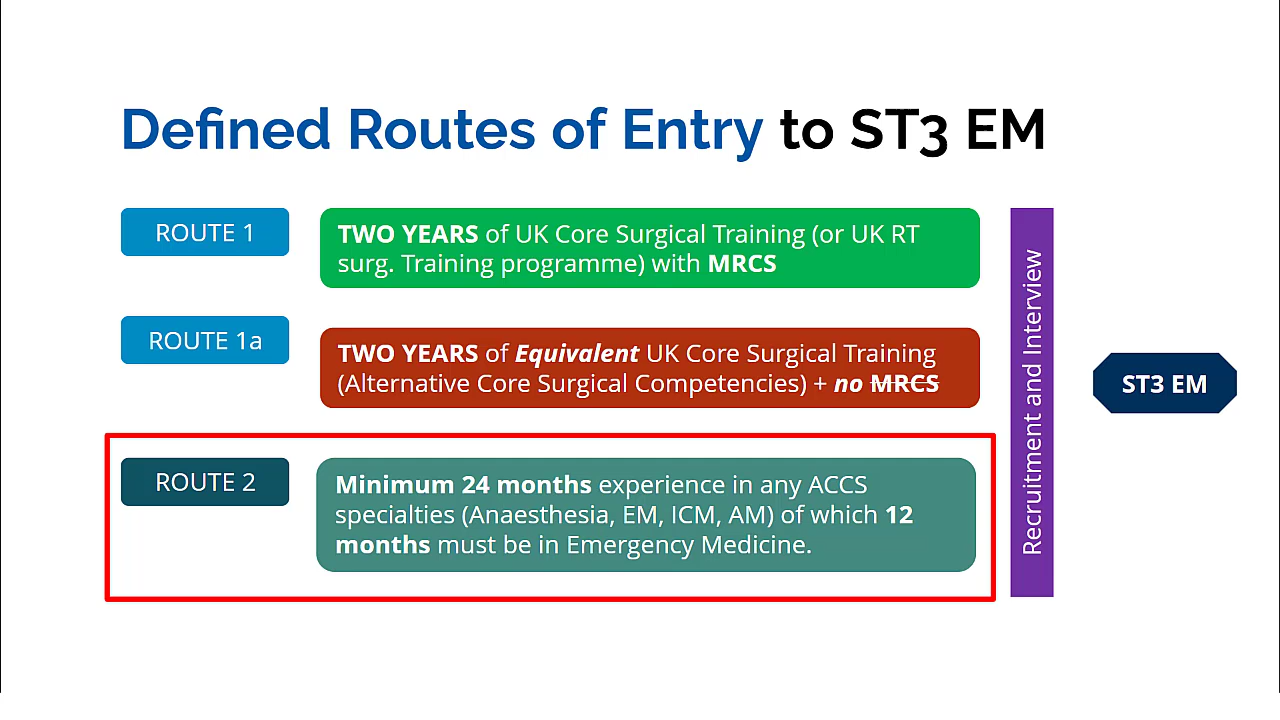 Defined Routes of Entry to ST3 EM
ROUTE 1
TWO YEARS of UK Core Surgical Training (or UK RT
surg. Training programme) with MRCS
ROUTE 1a
TWO YEARS of Equivalent UK Core Surgical Training
(Alternative Core Surgical Competencies) + no MRCS
ROUTE 2
Minimum 24 months experience in any ACCS
specialties (Anaesthesia, EM, ICM, AM) of which 12
months must be in Emergency Medicine.
Recruitment and Interview
ST3 EM